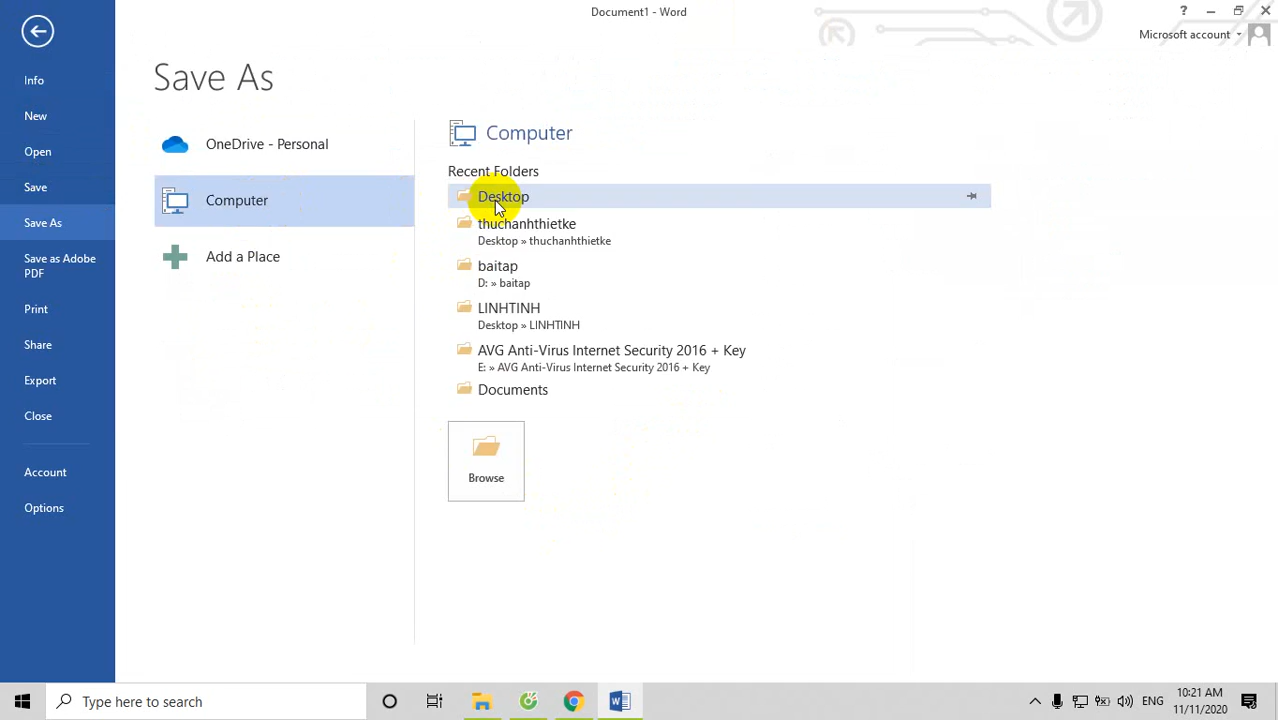 Document1 - Word
?
Microsoft account
Info
New
Open
Save
Save As
Save as Adobe
PDF
Print
Share
Export
Close
Account
Options
Save As
OneDrive - Personal
Computer
Add a Place
Computer
Recent Folders
Desktop
thuchanhthietke
Desktop » thuchanhthietke
baitap
D: » baitap
LINHTINH
Desktop » LINHTINH
AVG Anti-Virus Internet Security 2016 + Key
E: » AVG Anti-Virus Internet Security 2016 + Key
Documents
Browse
Type here to search
ENG
10:21 AM
11/11/2020